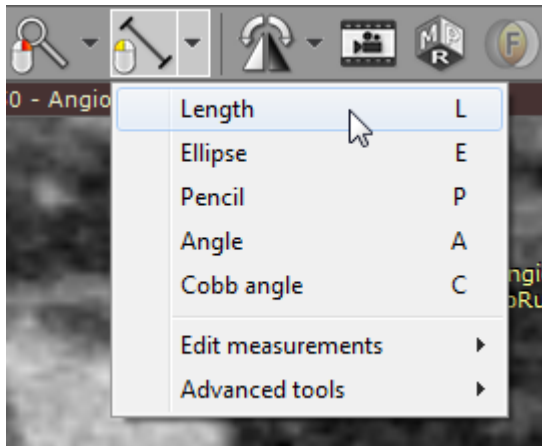 M P
R
F
0 - Angio
Length L
Ellipse E
Pencil P
Angle A
Cobb angle C
Edit measurements
Advanced tools